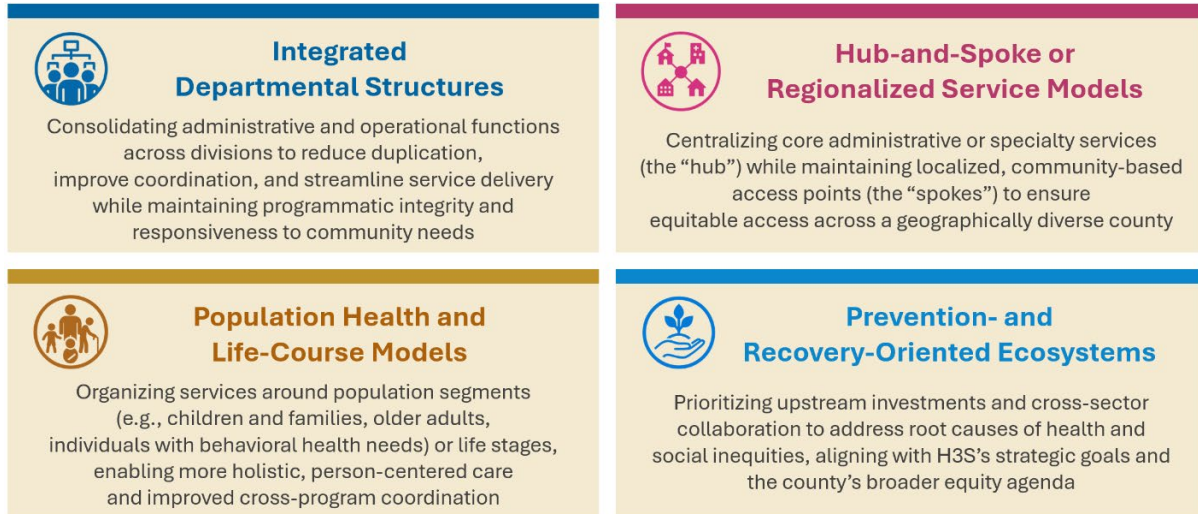 Integrated
Departmental Structures
Consolidating administrative and operational functions
across divisions to reduce duplication,
improve coordination, and streamline service delivery
while maintaining programmatic integrity and
responsiveness to community needs
Hub-and-Spoke or
Regionalized Service Models
Centralizing core administrative or specialty services
(the “hub”) while maintaining localized, community-based
access points (the “spokes”) to ensure
equitable access across a geographically diverse county
Population Health and
Life-Course Models
Organizing services around population segments
(e.g., children and families, older adults,
individuals with behavioral health needs) or life stages,
enabling more holistic, person-centered care
and improved cross-program coordination
Prevention- and
Recovery-Oriented Ecosystems
Prioritizing upstream investments and cross-sector
collaboration to address root causes of health and
social inequities, aligning with H3S’s strategic goals and
the county’s broader equity agenda